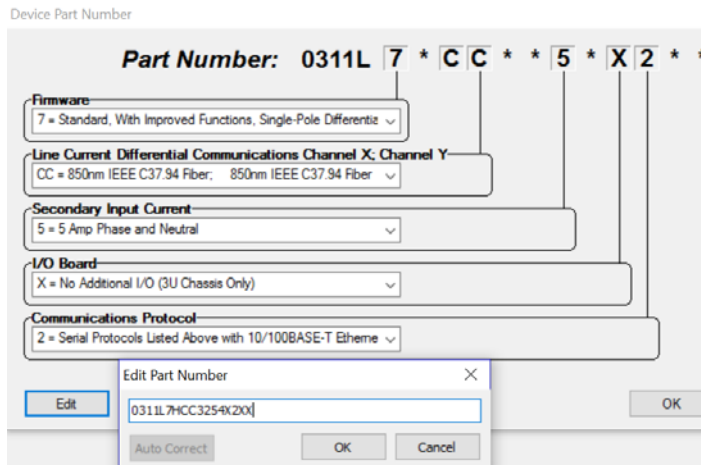 Device Part Number
Part Number: 0311L 7 * C C * * 5 * X 2 * *
Firmware
7 = Standard, With Improved Functions, Single-Pole Differentia
Line Current Differential Communications Channel X; Channel Y
CC = 850nm IEEE C37.94 Fiber; 850nm IEEE C37.94 Fiber
Secondary Input Current
5 = 5 Amp Phase and Neutral
I/O Board
X = No Additional I/O (3U Chassis Only)
Communications Protocol
2 = Serial Protocols Listed Above with 10/100BASE-T Etherne
Edit Part Number
Edit
0311L7HCC3254X2XX
OK
Auto Correct
OK
Cancel